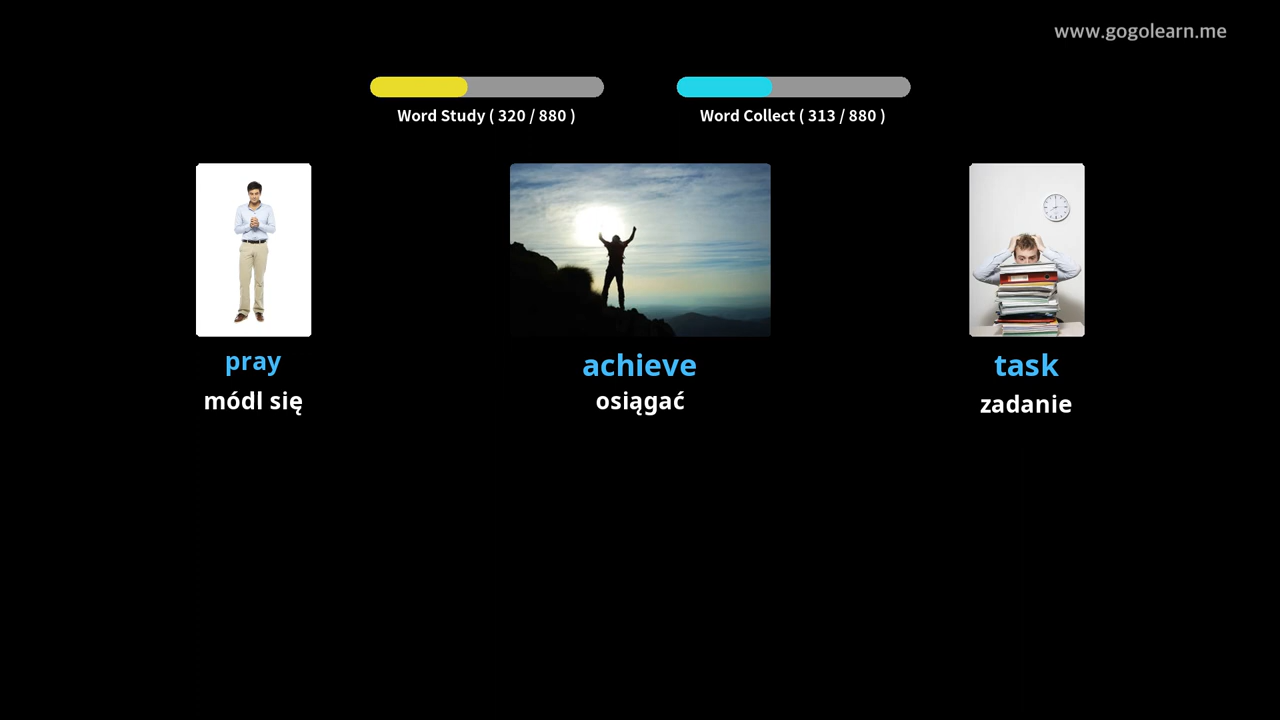 www.gogolearn.me
Word Study ( 320 / 880 )
Word Collect ( 313 / 880 )
pray
módl się
achieve
osiągać
task
zadanie